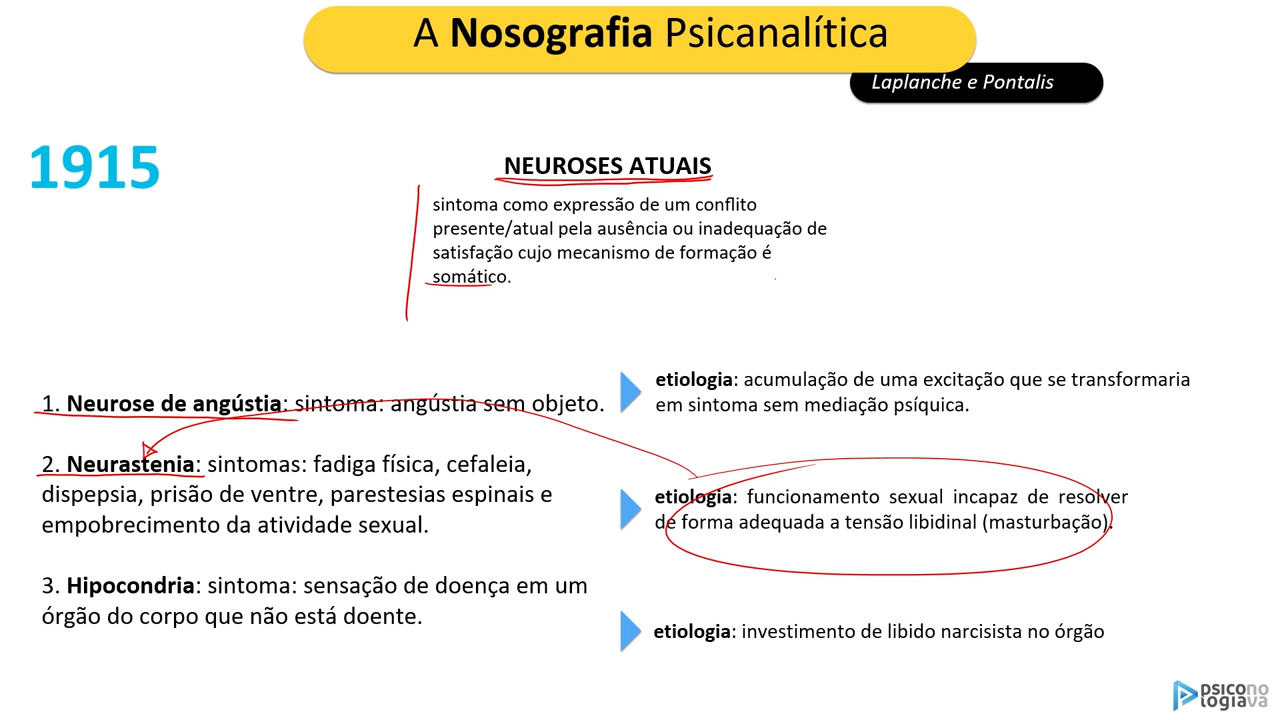 A Nosografia Psicanalítica
Laplanche e Pontalis
1915
NEUROSES ATUAIS
sintoma como expressão de um conflito
presente/atual pela ausência ou inadequação de
satisfação cujo mecanismo de formação é
somático.
1. Neurose de angústia: sintoma: angústia sem objeto.
etiologia: acumulação de uma excitação que se transformaria
em sintoma sem mediação psíquica.
2. Neurastenia: sintomas: fadiga física, cefaleia,
dispepsia, prisão de ventre, parestesias espinais e
empobrecimento da atividade sexual.
etiologia: funcionamento sexual incapaz de resolver
de forma adequada a tensão libidinal (masturbação).
3. Hipocondria: sintoma: sensação de doença em um
órgão do corpo que não está doente.
etiologia: investimento de libido narcisista no órgão
psicono
logiava